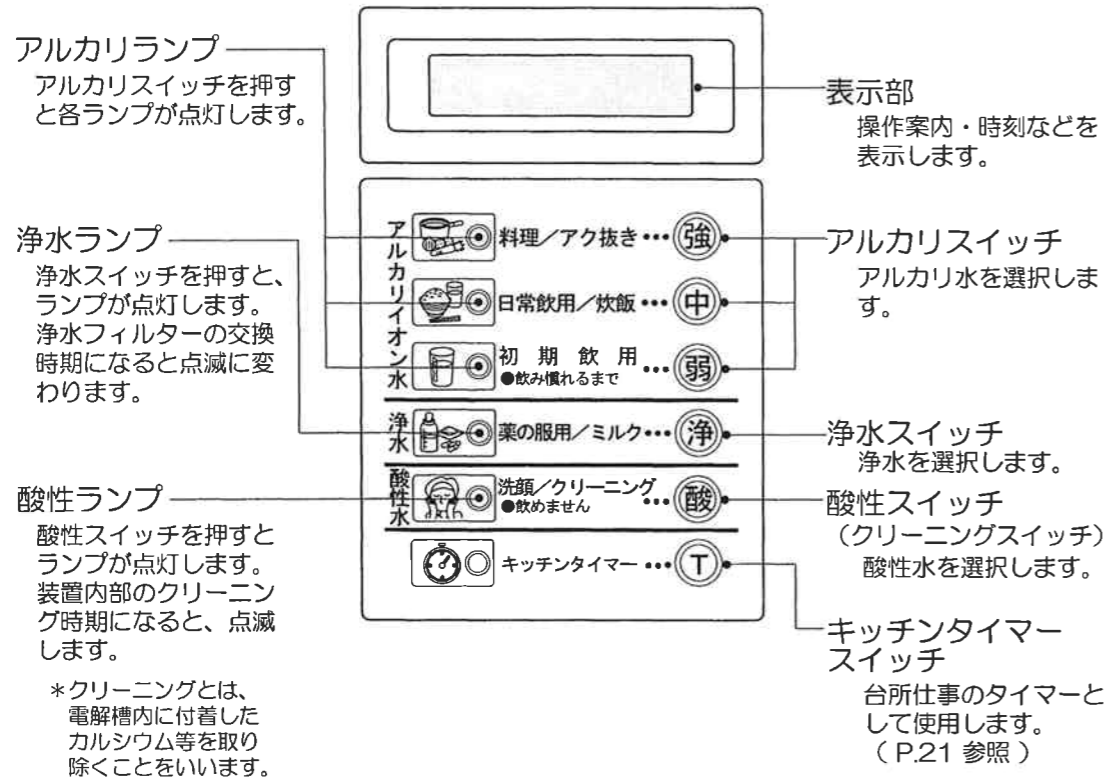 アルカリランプ
アルカリスイッチを押す
と各ランプが点灯します。
浄水ランプ
浄水スイッチを押すと、
ランプが点灯します。
浄水フィルターの交換
時期になると点滅に変
わります。
酸性ランプ
酸性スイッチを押すと
ランプが点灯します。
装置内部のクリーニン
グ時期になると、点滅
します。
＊クリーニングとは、
電解槽内に付着した
カルシウム等を取り
除くことをいいます。
アルカリイオン水
料理／アク抜き … 強
日常飲用／炊飯 … 中
初期飲用
●飲み慣れるまで … 弱
浄水
薬の服用／ミルク … 浄
酸性水
洗顔／クリーニング
●飲めません … 酸
キッチンタイマー … T
表示部
操作案内・時刻などを
表示します。
アルカリスイッチ
アルカリ水を選択しま
す。
浄水スイッチ
浄水を選択します。
酸性スイッチ
（クリーニングスイッチ）
酸性水を選択します。
キッチンタイマー
スイッチ
台所仕事のタイマーと
して使用します。
（ P.21 参照 ）